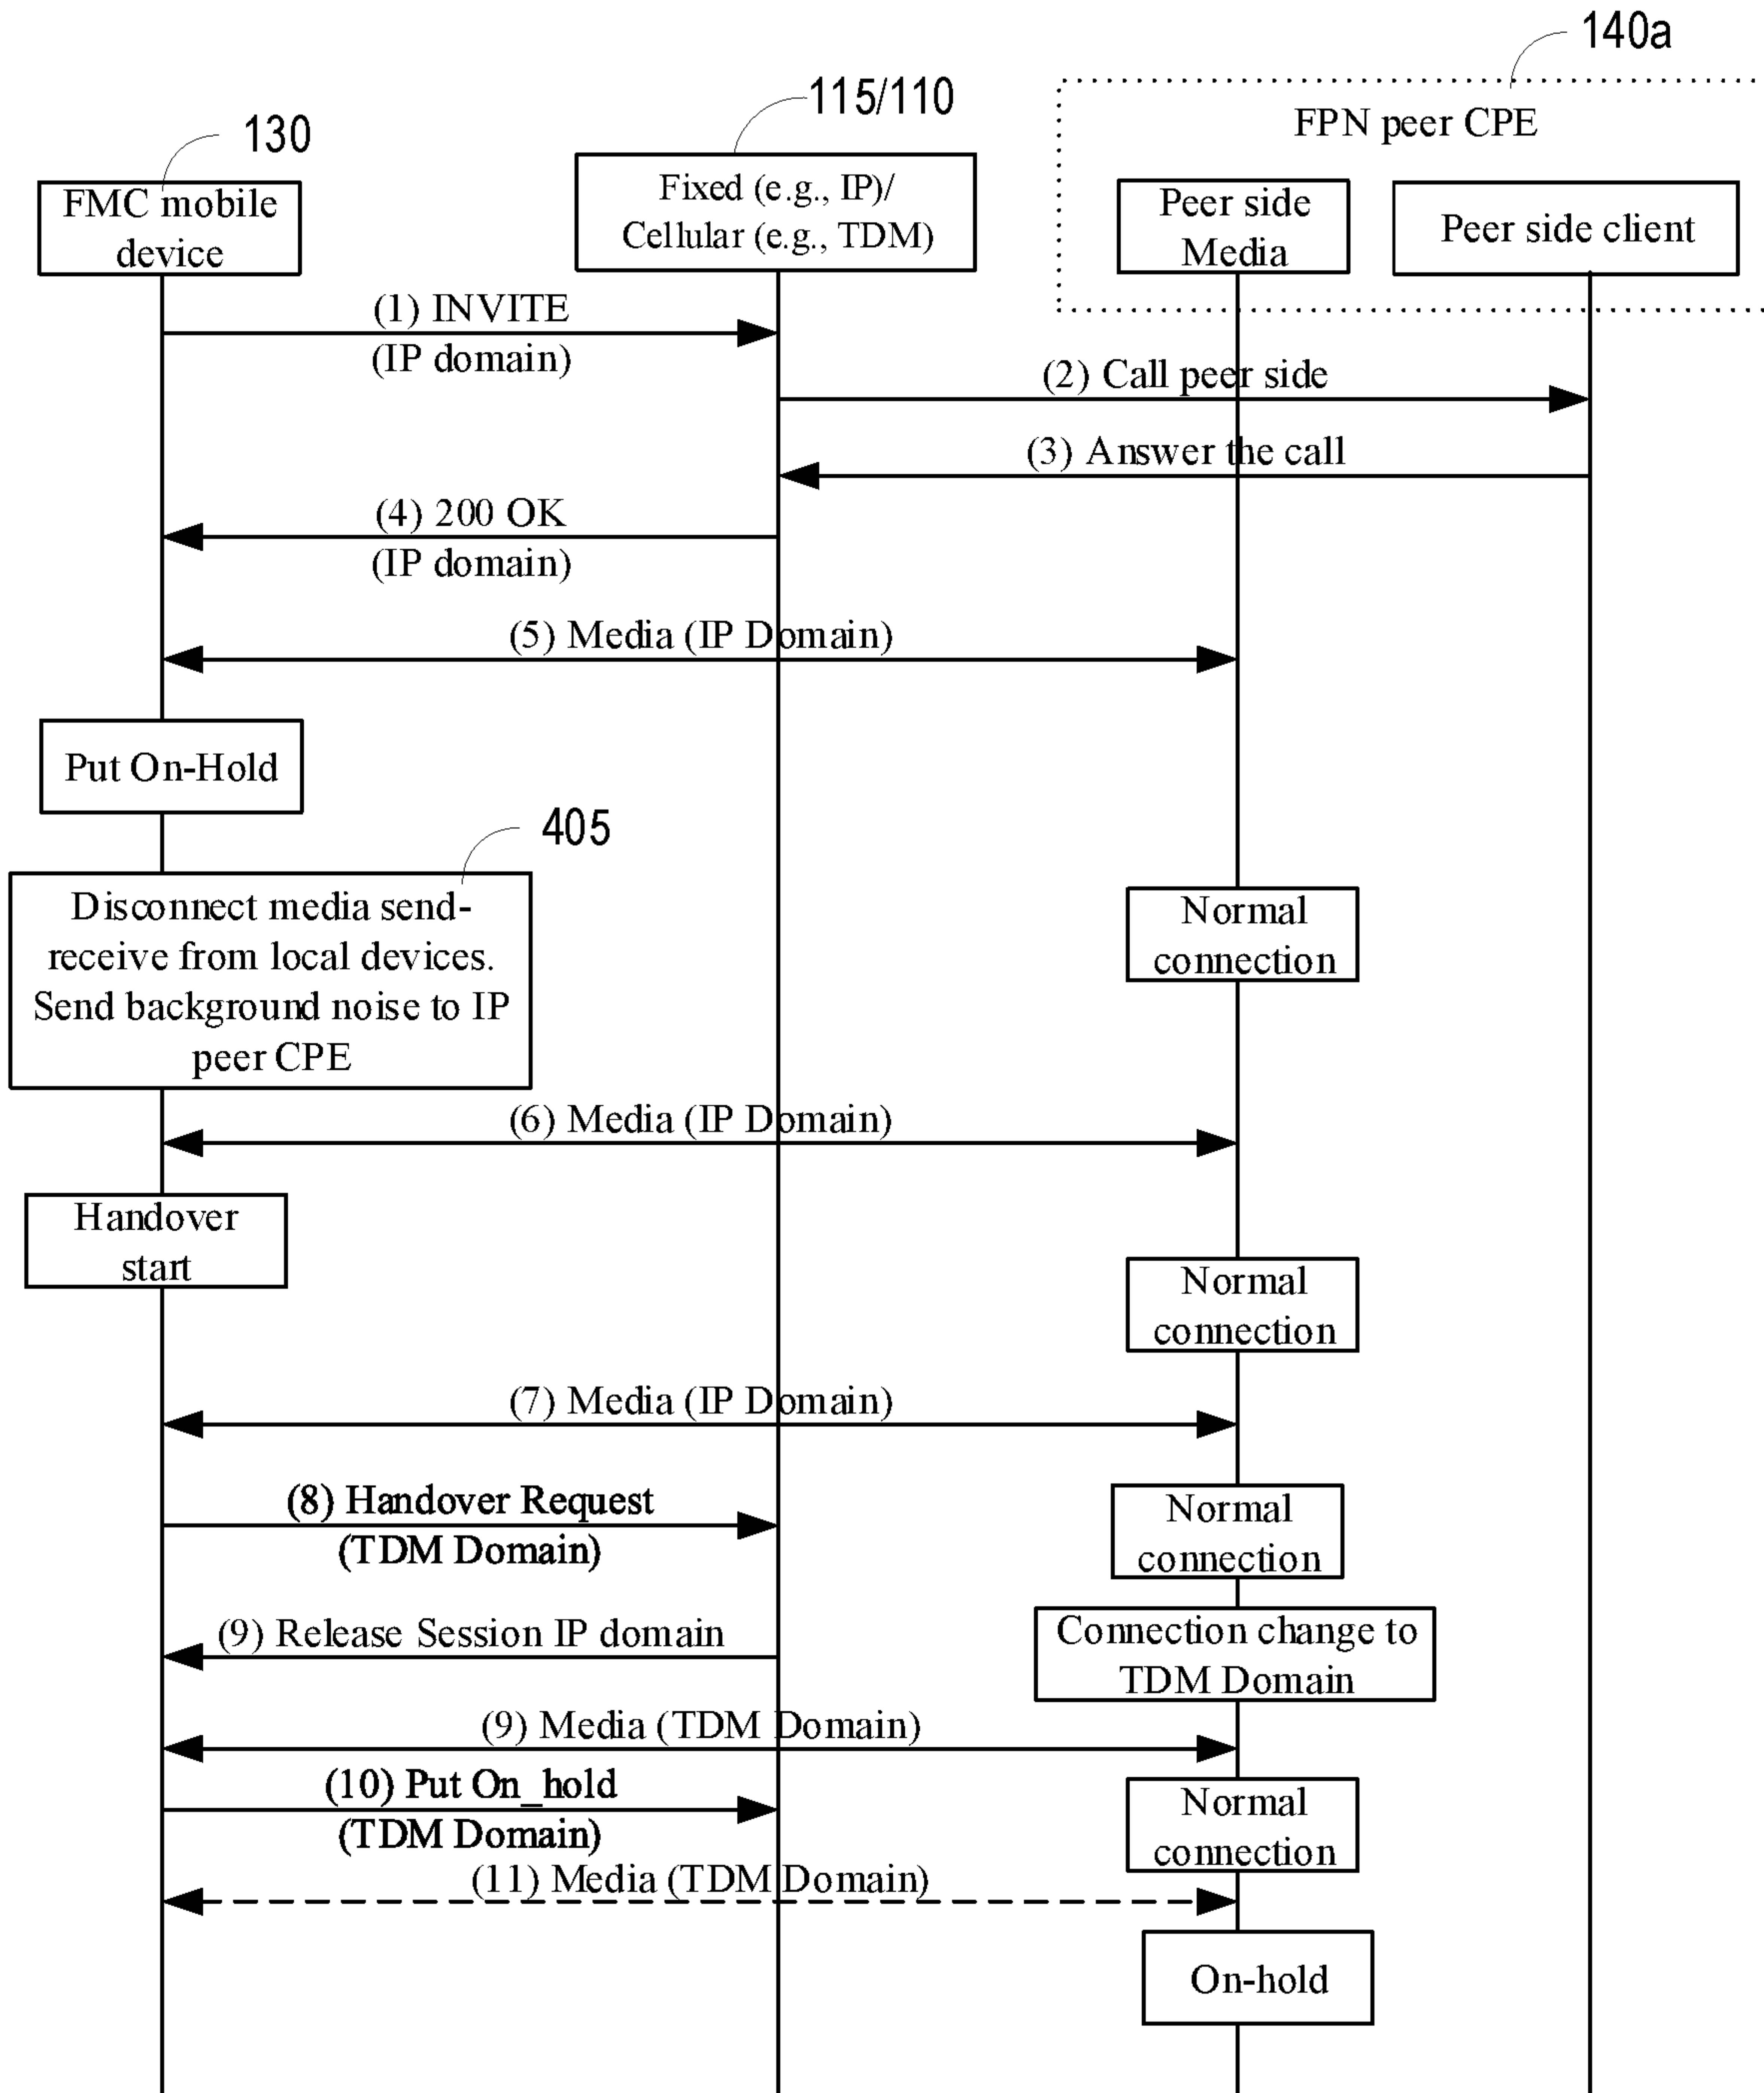 140a
115/110
FPN peer CPE
130
FMC mobile
device
Fixed (e.g., IP)/
Cellular (e.g., TDM)
Peer side
Media
Peer side client
(1) INVITE
(IP domain)
(2) Call peer side
(3) Answer the call
(4) 200 OK
(IP domain)
(5) Media (IP Domain)
Put On-Hold
405
Disconnect media send-
receive from local devices.
Send background noise to IP
peer CPE
Normal
connection
(6) Media (IP Domain)
Handover
start
Normal
connection
(7) Media (IP Domain)
(8) Handover Request
(TDM Domain)
Normal
connection
(9) Release Session IP domain
Connection change to
TDM Domain
(9) Media (TDM Domain)
(10) Put On_hold
(TDM Domain)
Normal
connection
(11) Media (TDM Domain)
On-hold